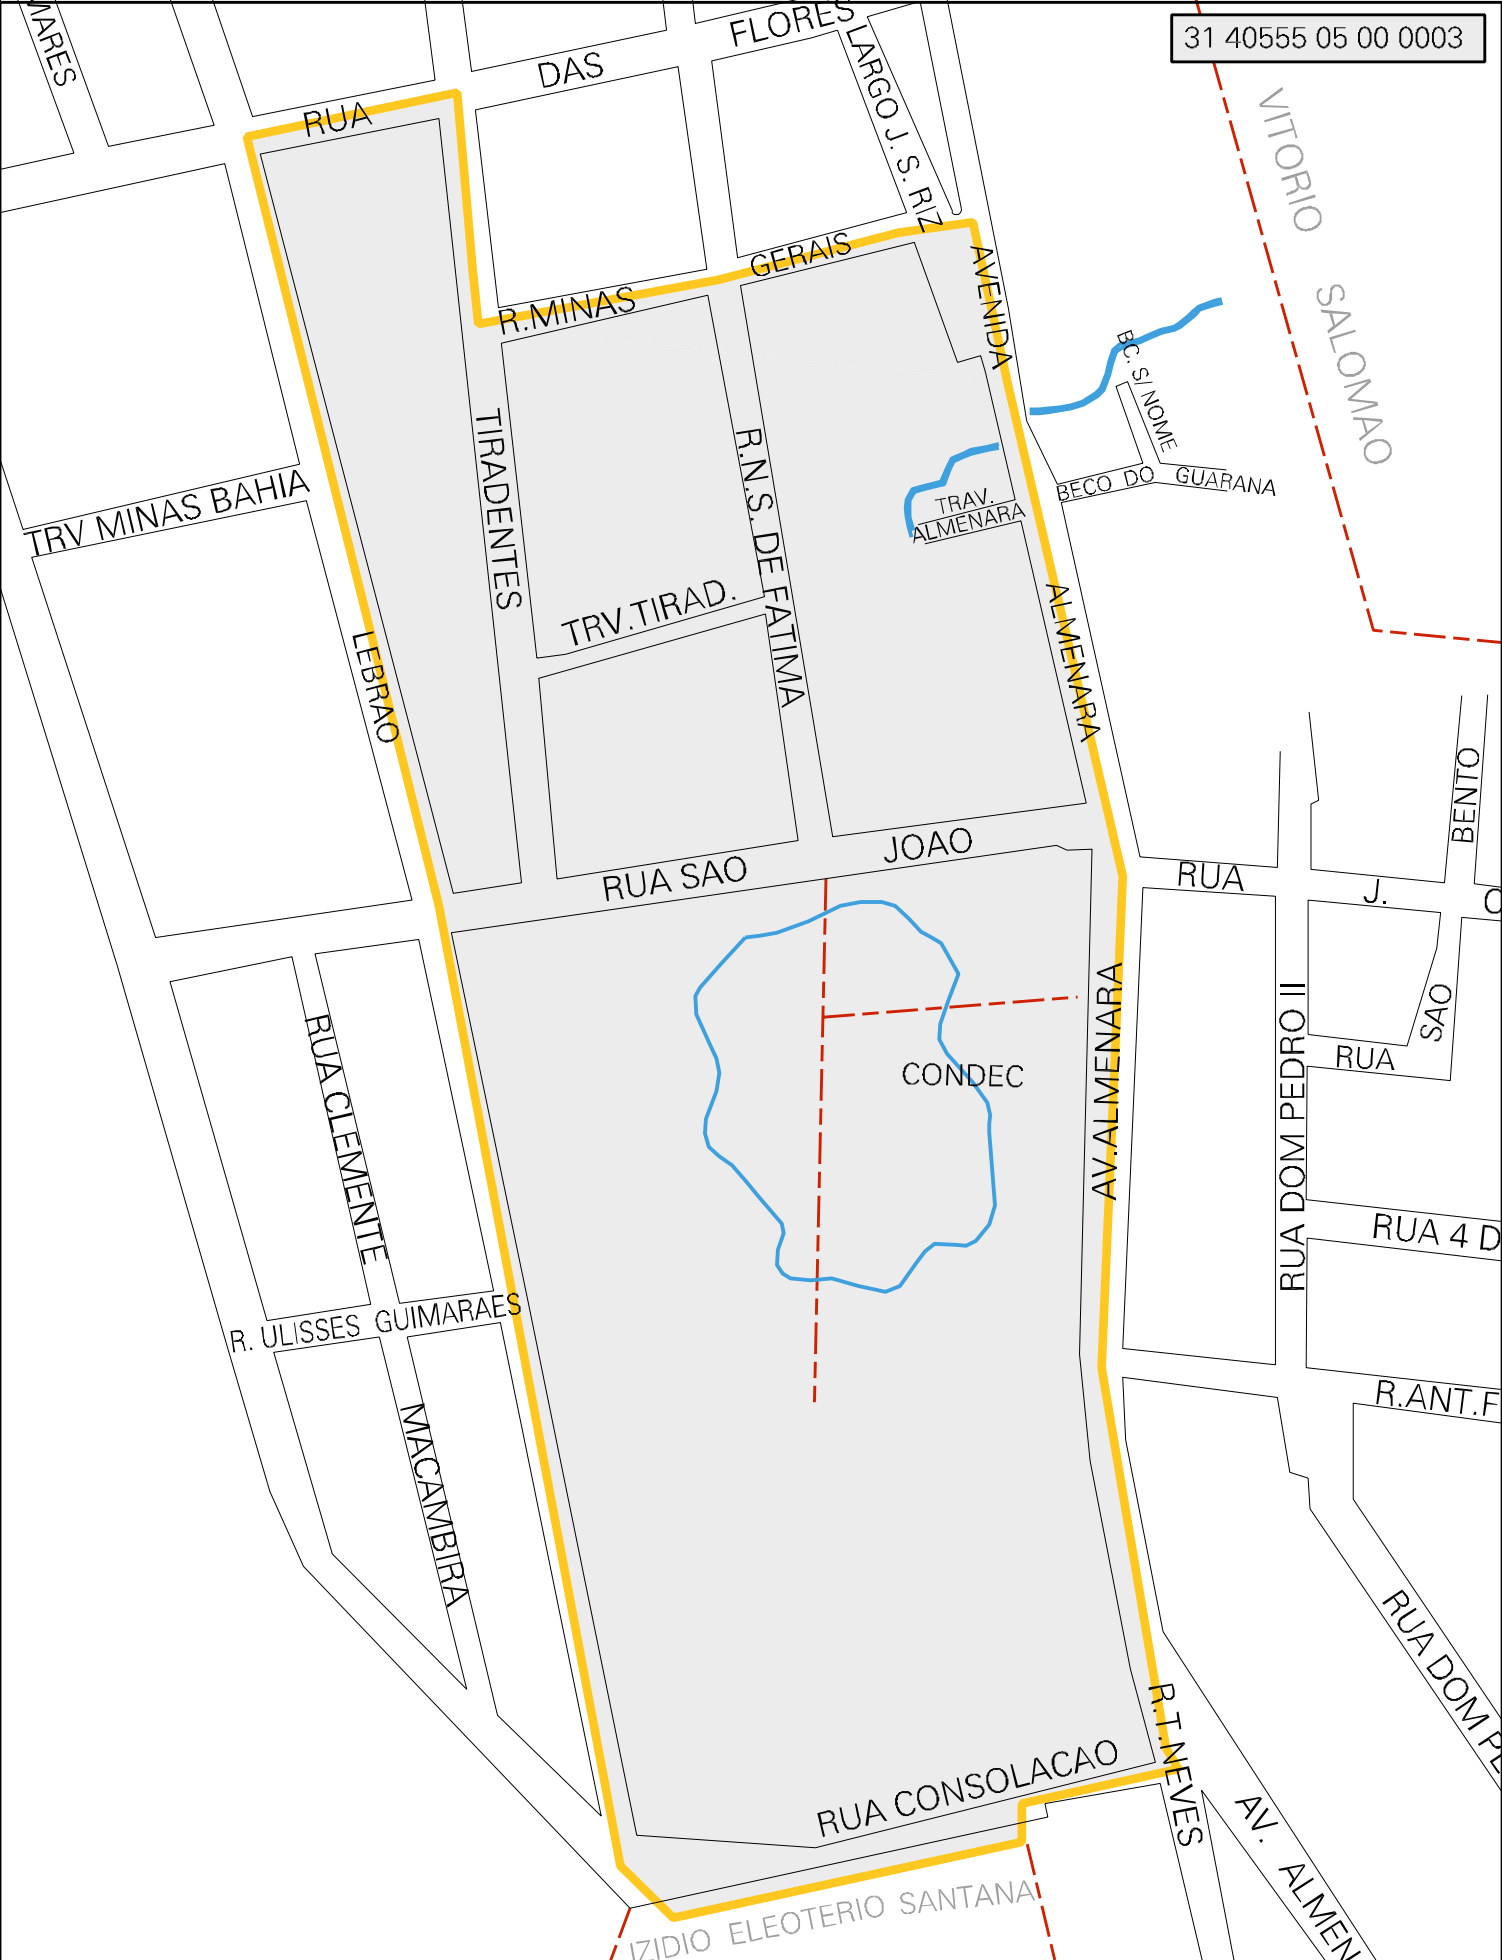 MARES
FLORES
31 40555 05 00 0003
DAS
LARGO J. S. RIZ
RUA
VITORIO
SALOMAO
GERAIS
R.MINAS
AVENIDA
BC. S/ NOME
TIRADENTES
R.N.S. DE FATIMA
TRV MINAS BAHIA
BECO DO GUARANA
TRAV.
ALMENARA
TRV.TIRAD.
ALMENARA
LEBRAO
BENTO
JOAO
RUA SAO
RUA
J.
RUA CLEMENTE
AV.ALMENARA
RUA DOM PEDRO II
SAO
RUA
CONDEC
RUA 4 D
R. ULISSES GUIMARAES
R.ANT.F
MACAMBIRA
RUA DOM PE
R.T.NEVES
RUA CONSOLACAO
AV. ALMEN
IZIDIO ELEOTERIO SANTANA